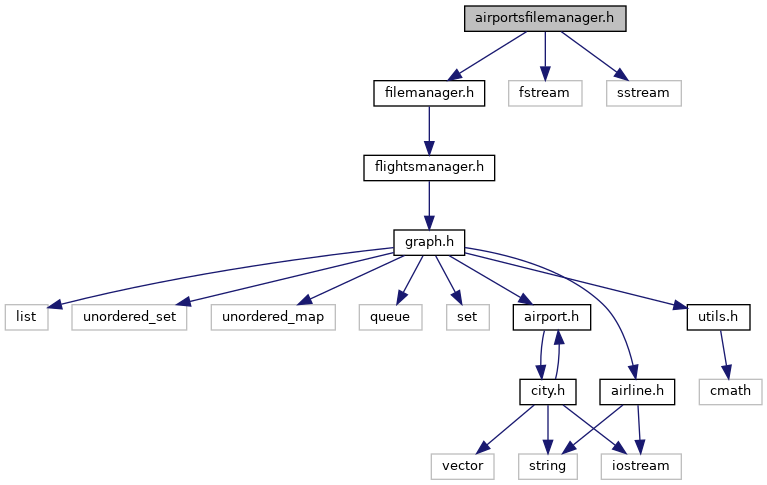 airportsfilemanager.h
filemanager.h
fstream
sstream
flightsmanager.h
graph.h
list
unordered_set
unordered_map
queue
set
airport.h
utils.h
city.h
airline.h
cmath
vector
string
iostream